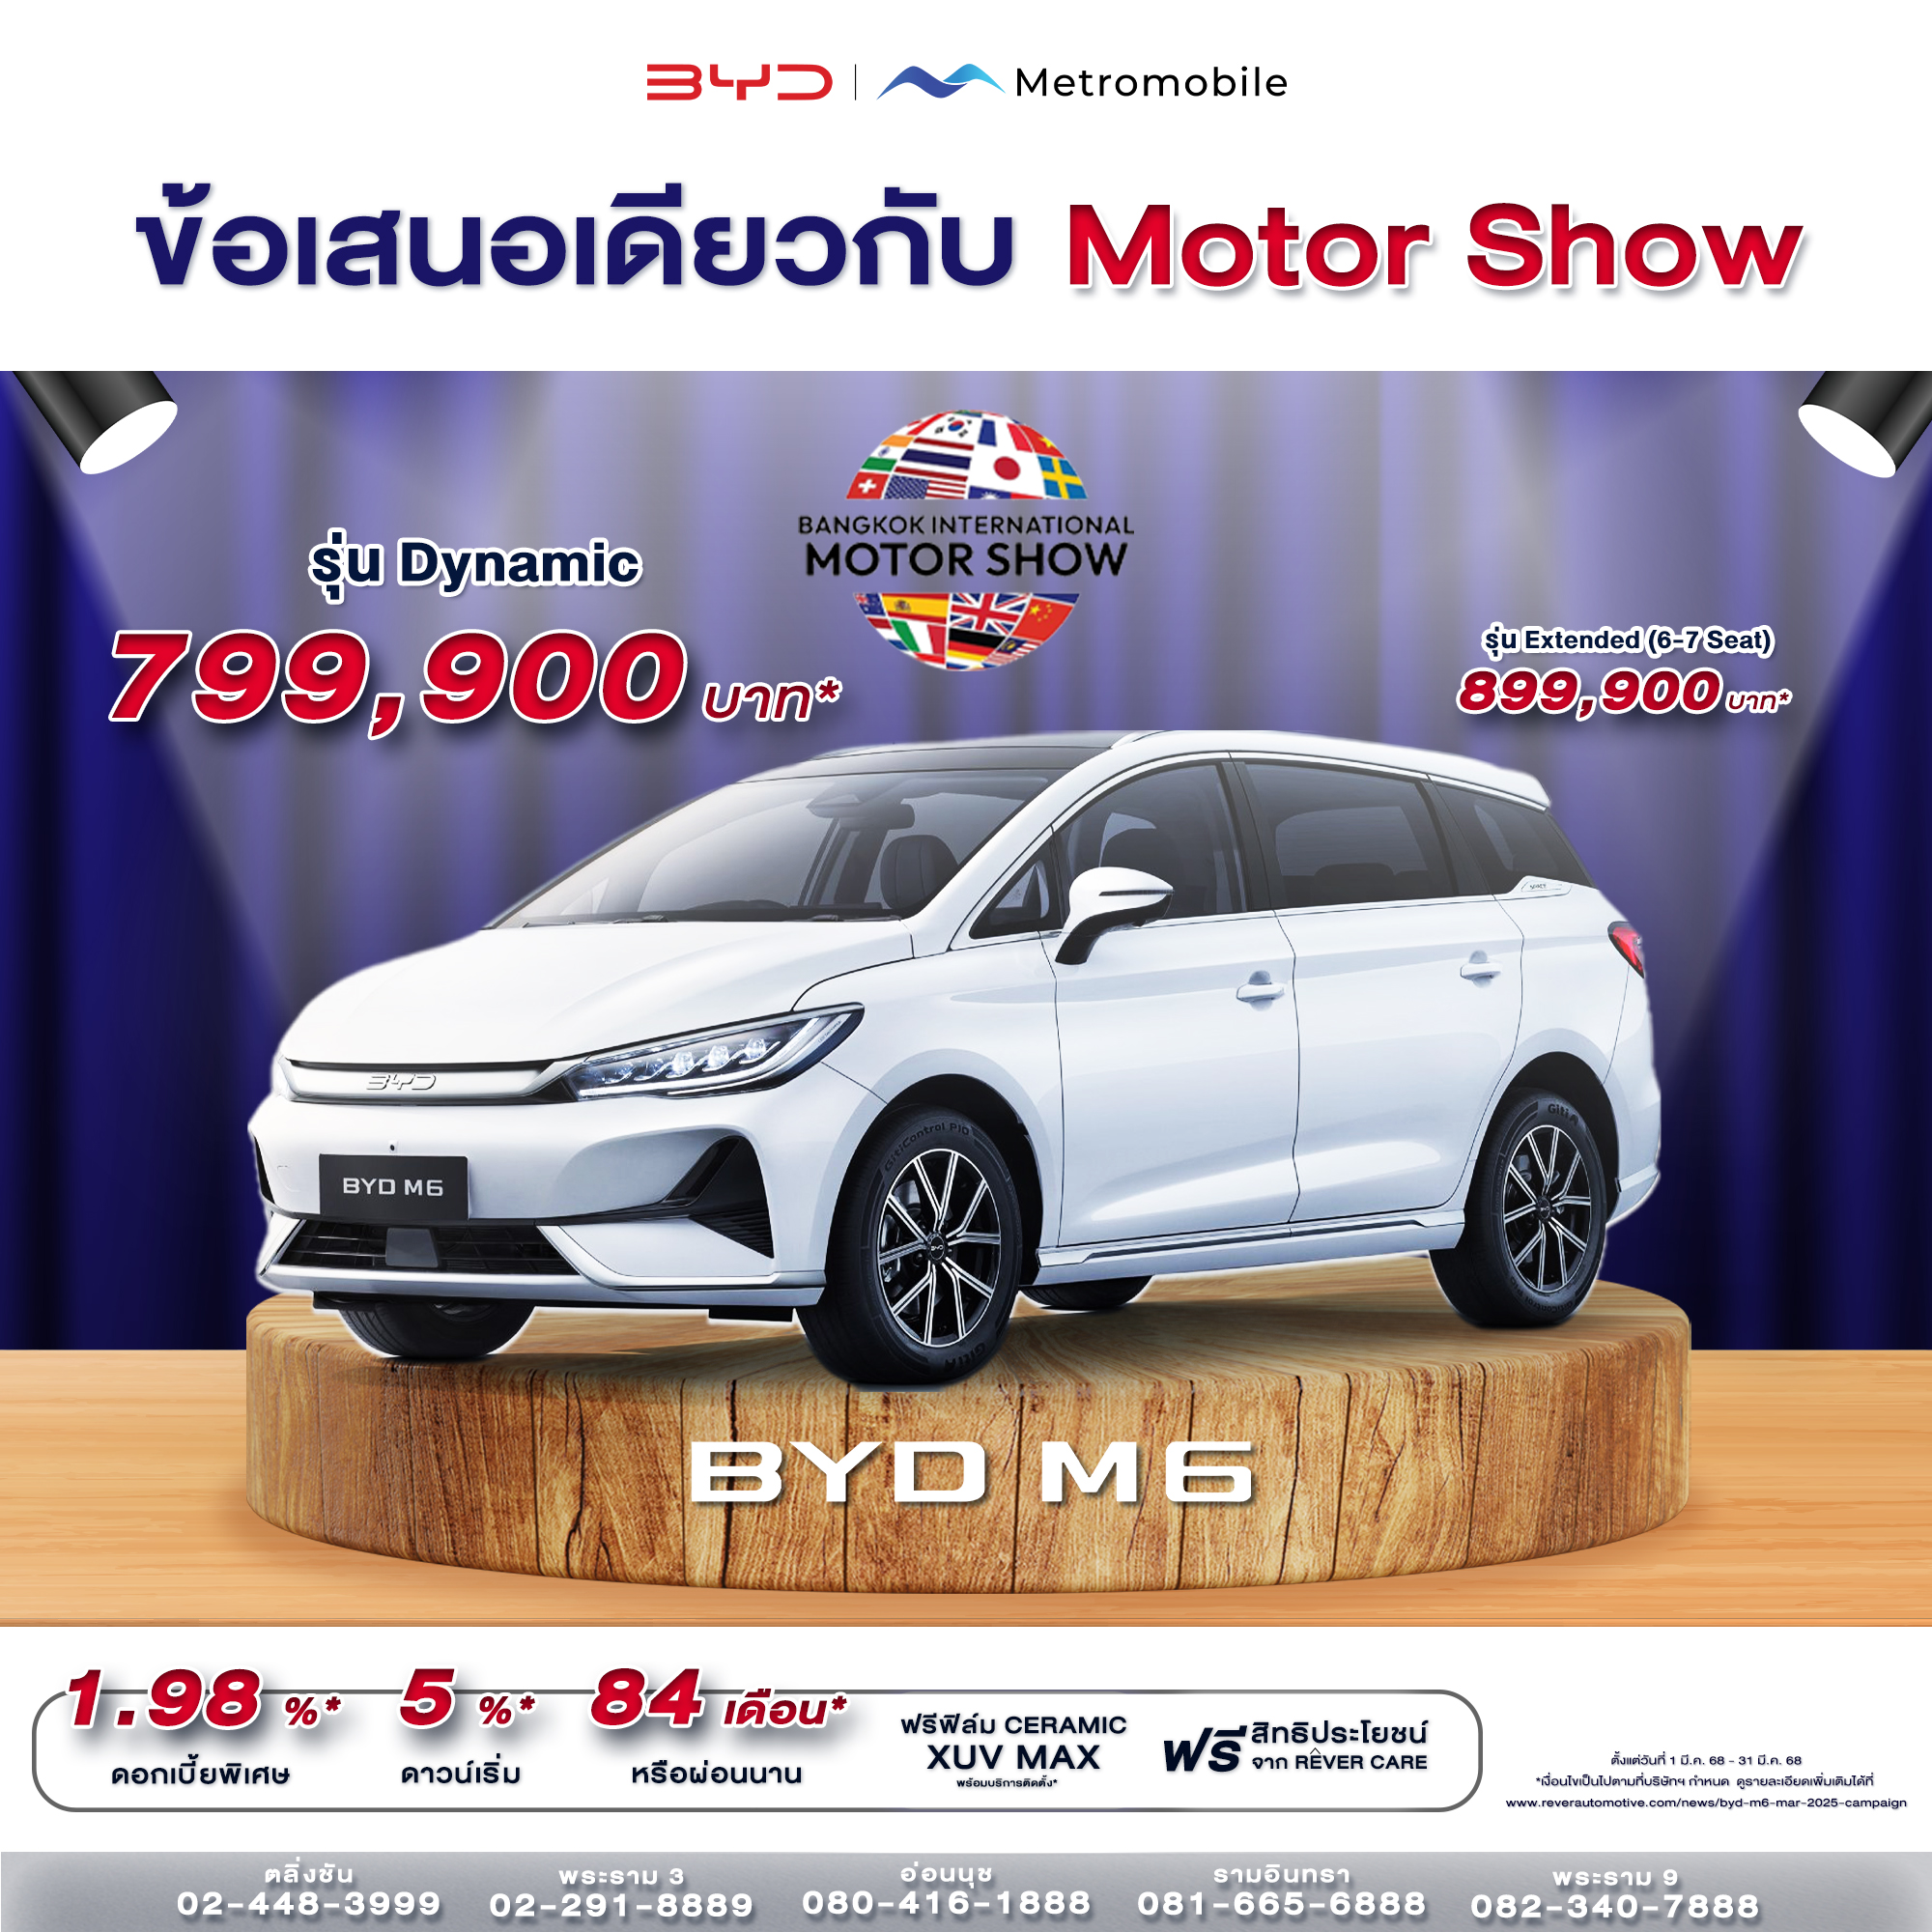 BYD | Metromobile
ข้อเสนอเดียวกับ Motor Show
BANGKOK INTERNATIONAL
MOTOR SHOW
รุ่น Dynamic
799,900 บาท*
รุ่น Extended (6-7 Seat)
899,900 บาท*
BYD
BYD M6
GitiControl P10
GitiA
GitiA
BYD M6
1.98 %*
ดอกเบี้ยพิเศษ
5 %*
ดาวน์เริ่ม
84 เดือน*
หรือผ่อนนาน
ฟรีฟิล์ม CERAMIC
XUV MAX
พร้อมบริการติดตั้ง*
ฟรี สิทธิประโยชน์
จาก RÊVER CARE
ตั้งแต่วันที่ 1 มี.ค. 68 - 31 มี.ค. 68
*เงื่อนไขเป็นไปตามที่บริษัทฯ กำหนด ดูรายละเอียดเพิ่มเติมได้ที่
www.reverautomotive.com/news/byd-m6-mar-2025-campaign
ตลิ่งชัน
02-448-3999
พระราม 3
02-291-8889
อ่อนนุช
080-416-1888
รามอินทรา
081-665-6888
พระราม 9
082-340-7888